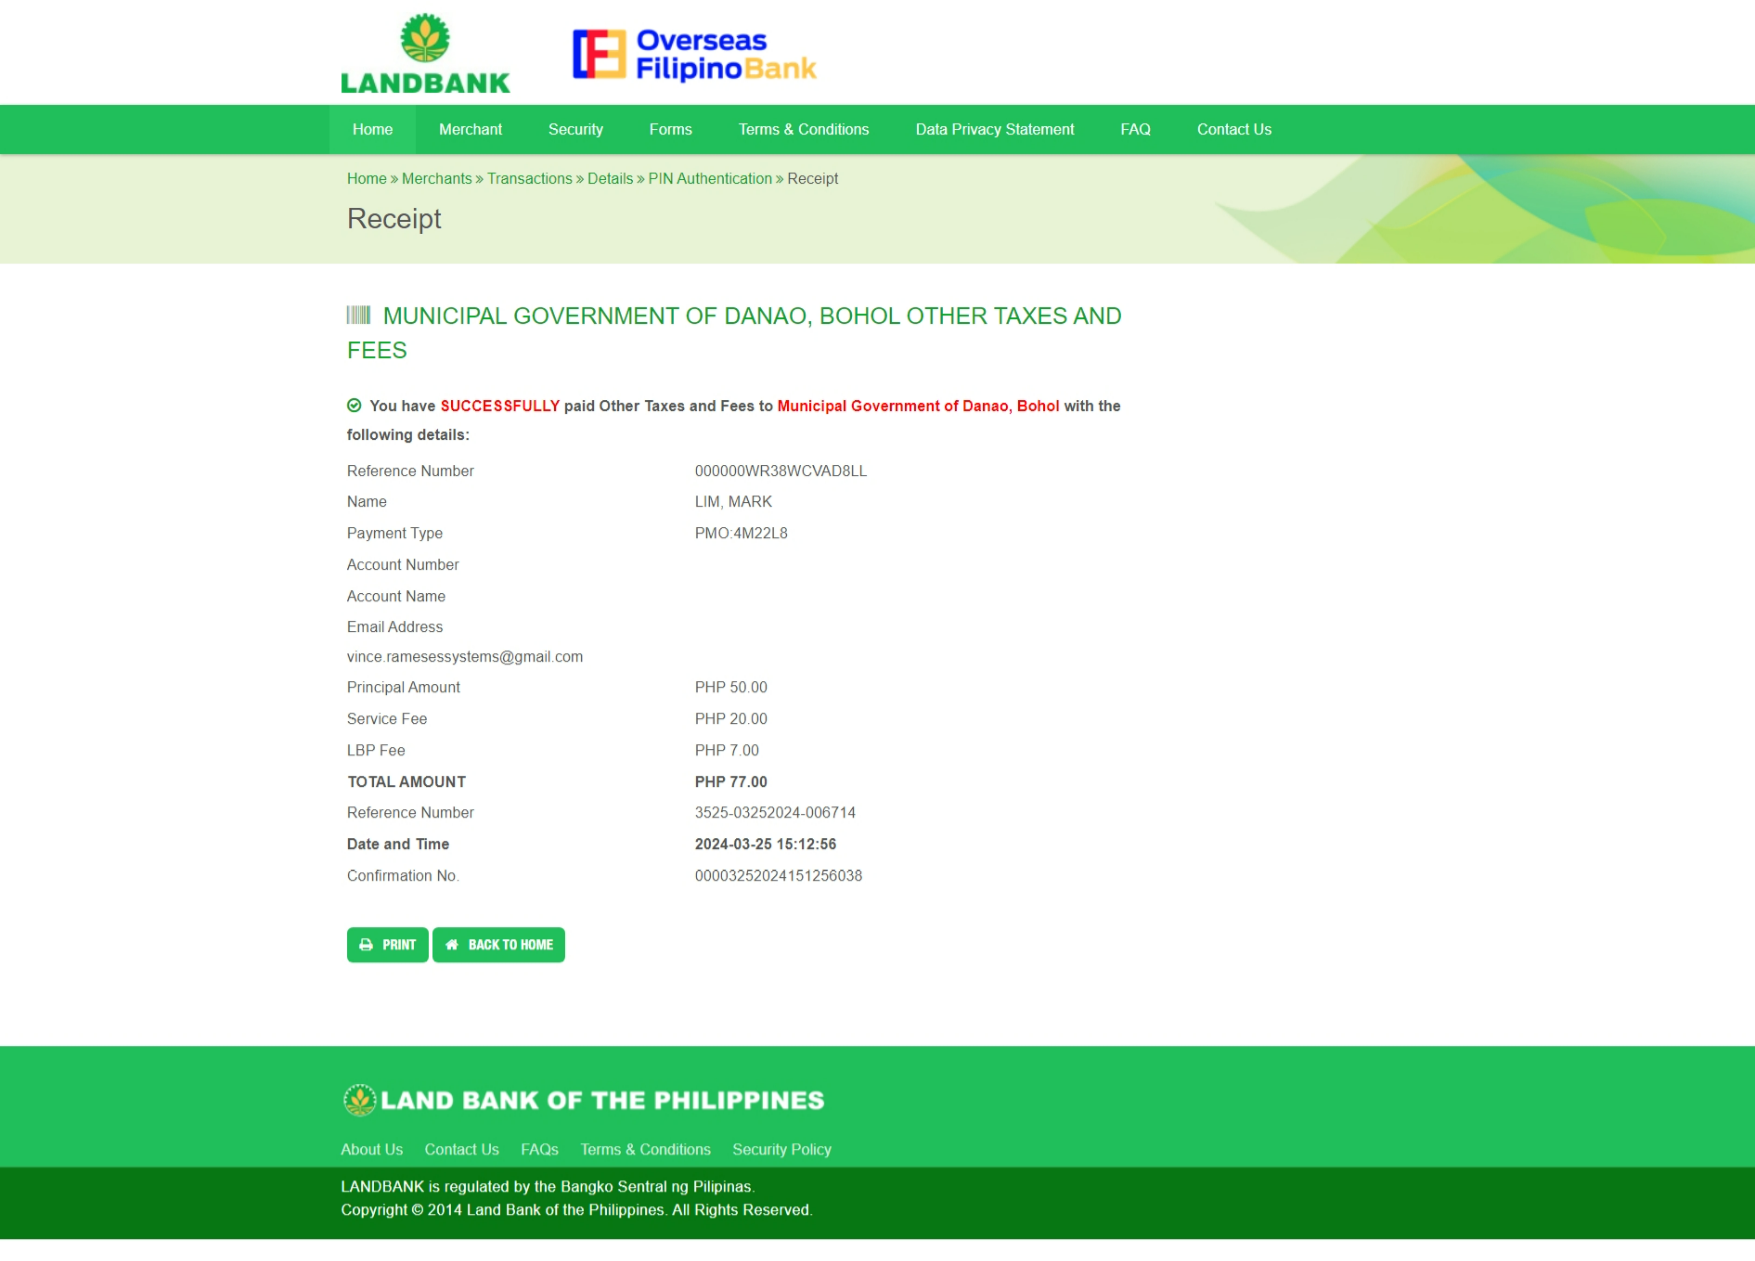 LANDBANK
Overseas
FilipinoBank
Home Merchant Security Forms Terms & Conditions Data Privacy Statement FAQ Contact Us
Home » Merchants » Transactions » Details » PIN Authentication » Receipt
Receipt
MUNICIPAL GOVERNMENT OF DANAO, BOHOL OTHER TAXES AND
FEES
You have SUCCESSFULLY paid Other Taxes and Fees to Municipal Government of Danao, Bohol with the
following details:
Reference Number 000000WR38WCVAD8LL
Name LIM, MARK
Payment Type PMO:4M22L8
Account Number
Account Name
Email Address
vince.ramesessystems@gmail.com
Principal Amount PHP 50.00
Service Fee PHP 20.00
LBP Fee PHP 7.00
TOTAL AMOUNT PHP 77.00
Reference Number 3525-03252024-006714
Date and Time 2024-03-25 15:12:56
Confirmation No. 00003252024151256038
PRINT BACK TO HOME
LAND BANK OF THE PHILIPPINES
About Us Contact Us FAQs Terms & Conditions Security Policy
LANDBANK is regulated by the Bangko Sentral ng Pilipinas.
Copyright © 2014 Land Bank of the Philippines. All Rights Reserved.